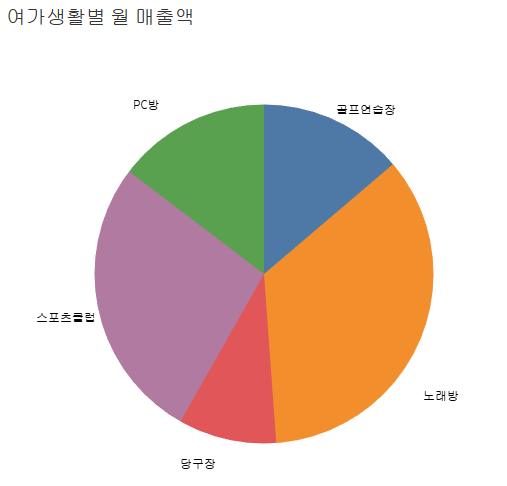 여가생활별 월 매출액
PC방
골프연습장
스포츠클럽
노래방
당구장